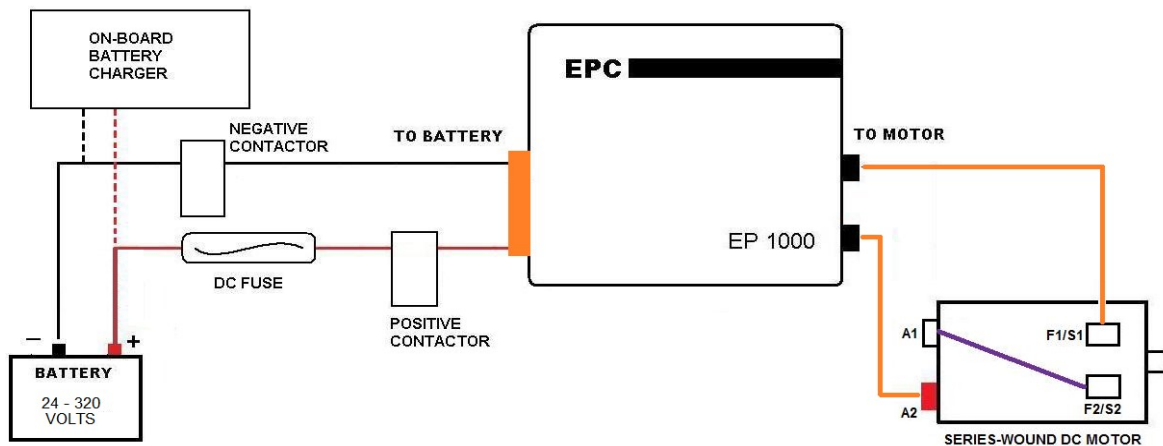 ON-BOARD
BATTERY
CHARGER
NEGATIVE
CONTACTOR
TO BATTERY
EPC
TO MOTOR
EP 1000
DC FUSE
POSITIVE
CONTACTOR
– +
BATTERY
24 - 320
VOLTS
A1
F1/S1
A2
F2/S2
SERIES-WOUND DC MOTOR